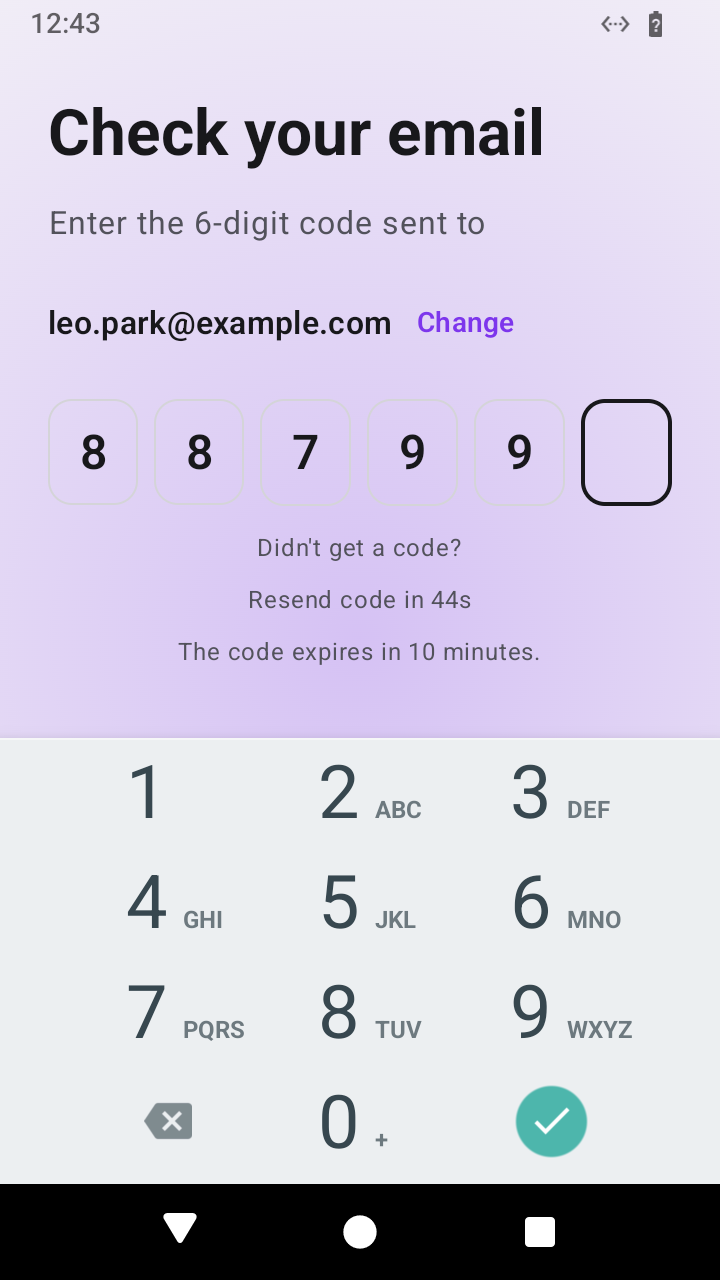 12:43
Check your email
Enter the 6-digit code sent to
leo.park@example.com Change
8 8 7 9 9
Didn't get a code?
Resend code in 44s
The code expires in 10 minutes.
1 2 ABC 3 DEF
4 GHI 5 JKL 6 MNO
7 PQRS 8 TUV 9 WXYZ
0 +